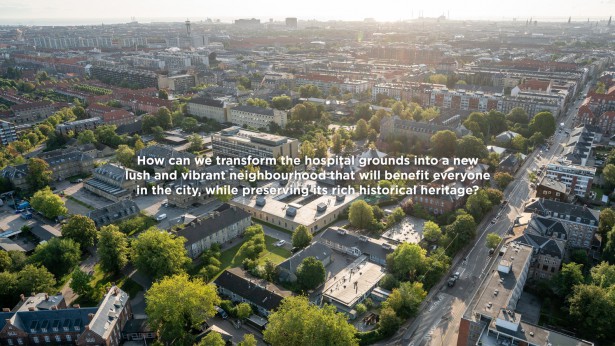 How can we transform the hospital grounds into a new
lush and vibrant neighbourhood that will benefit everyone
in the city, while preserving its rich historical heritage?